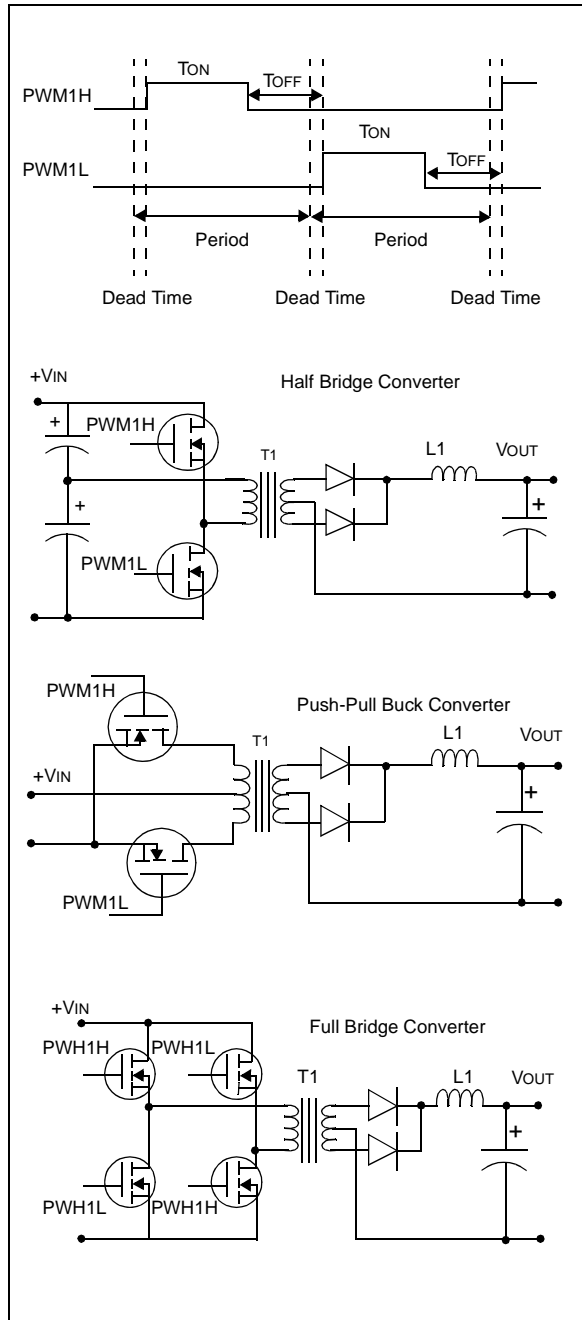 TON
PWM1H
TOFF
TON
PWM1L
TOFF
Period
Period
Dead Time
Dead Time
Dead Time
+VIN
Half Bridge Converter
+
PWM1H
T1
L1
VOUT
+
+
PWM1L
PWM1H
Push-Pull Buck Converter
T1
L1
VOUT
+VIN
+
PWM1L
+VIN
Full Bridge Converter
PWH1H
PWH1L
T1
L1
VOUT
+
PWH1L
PWH1H